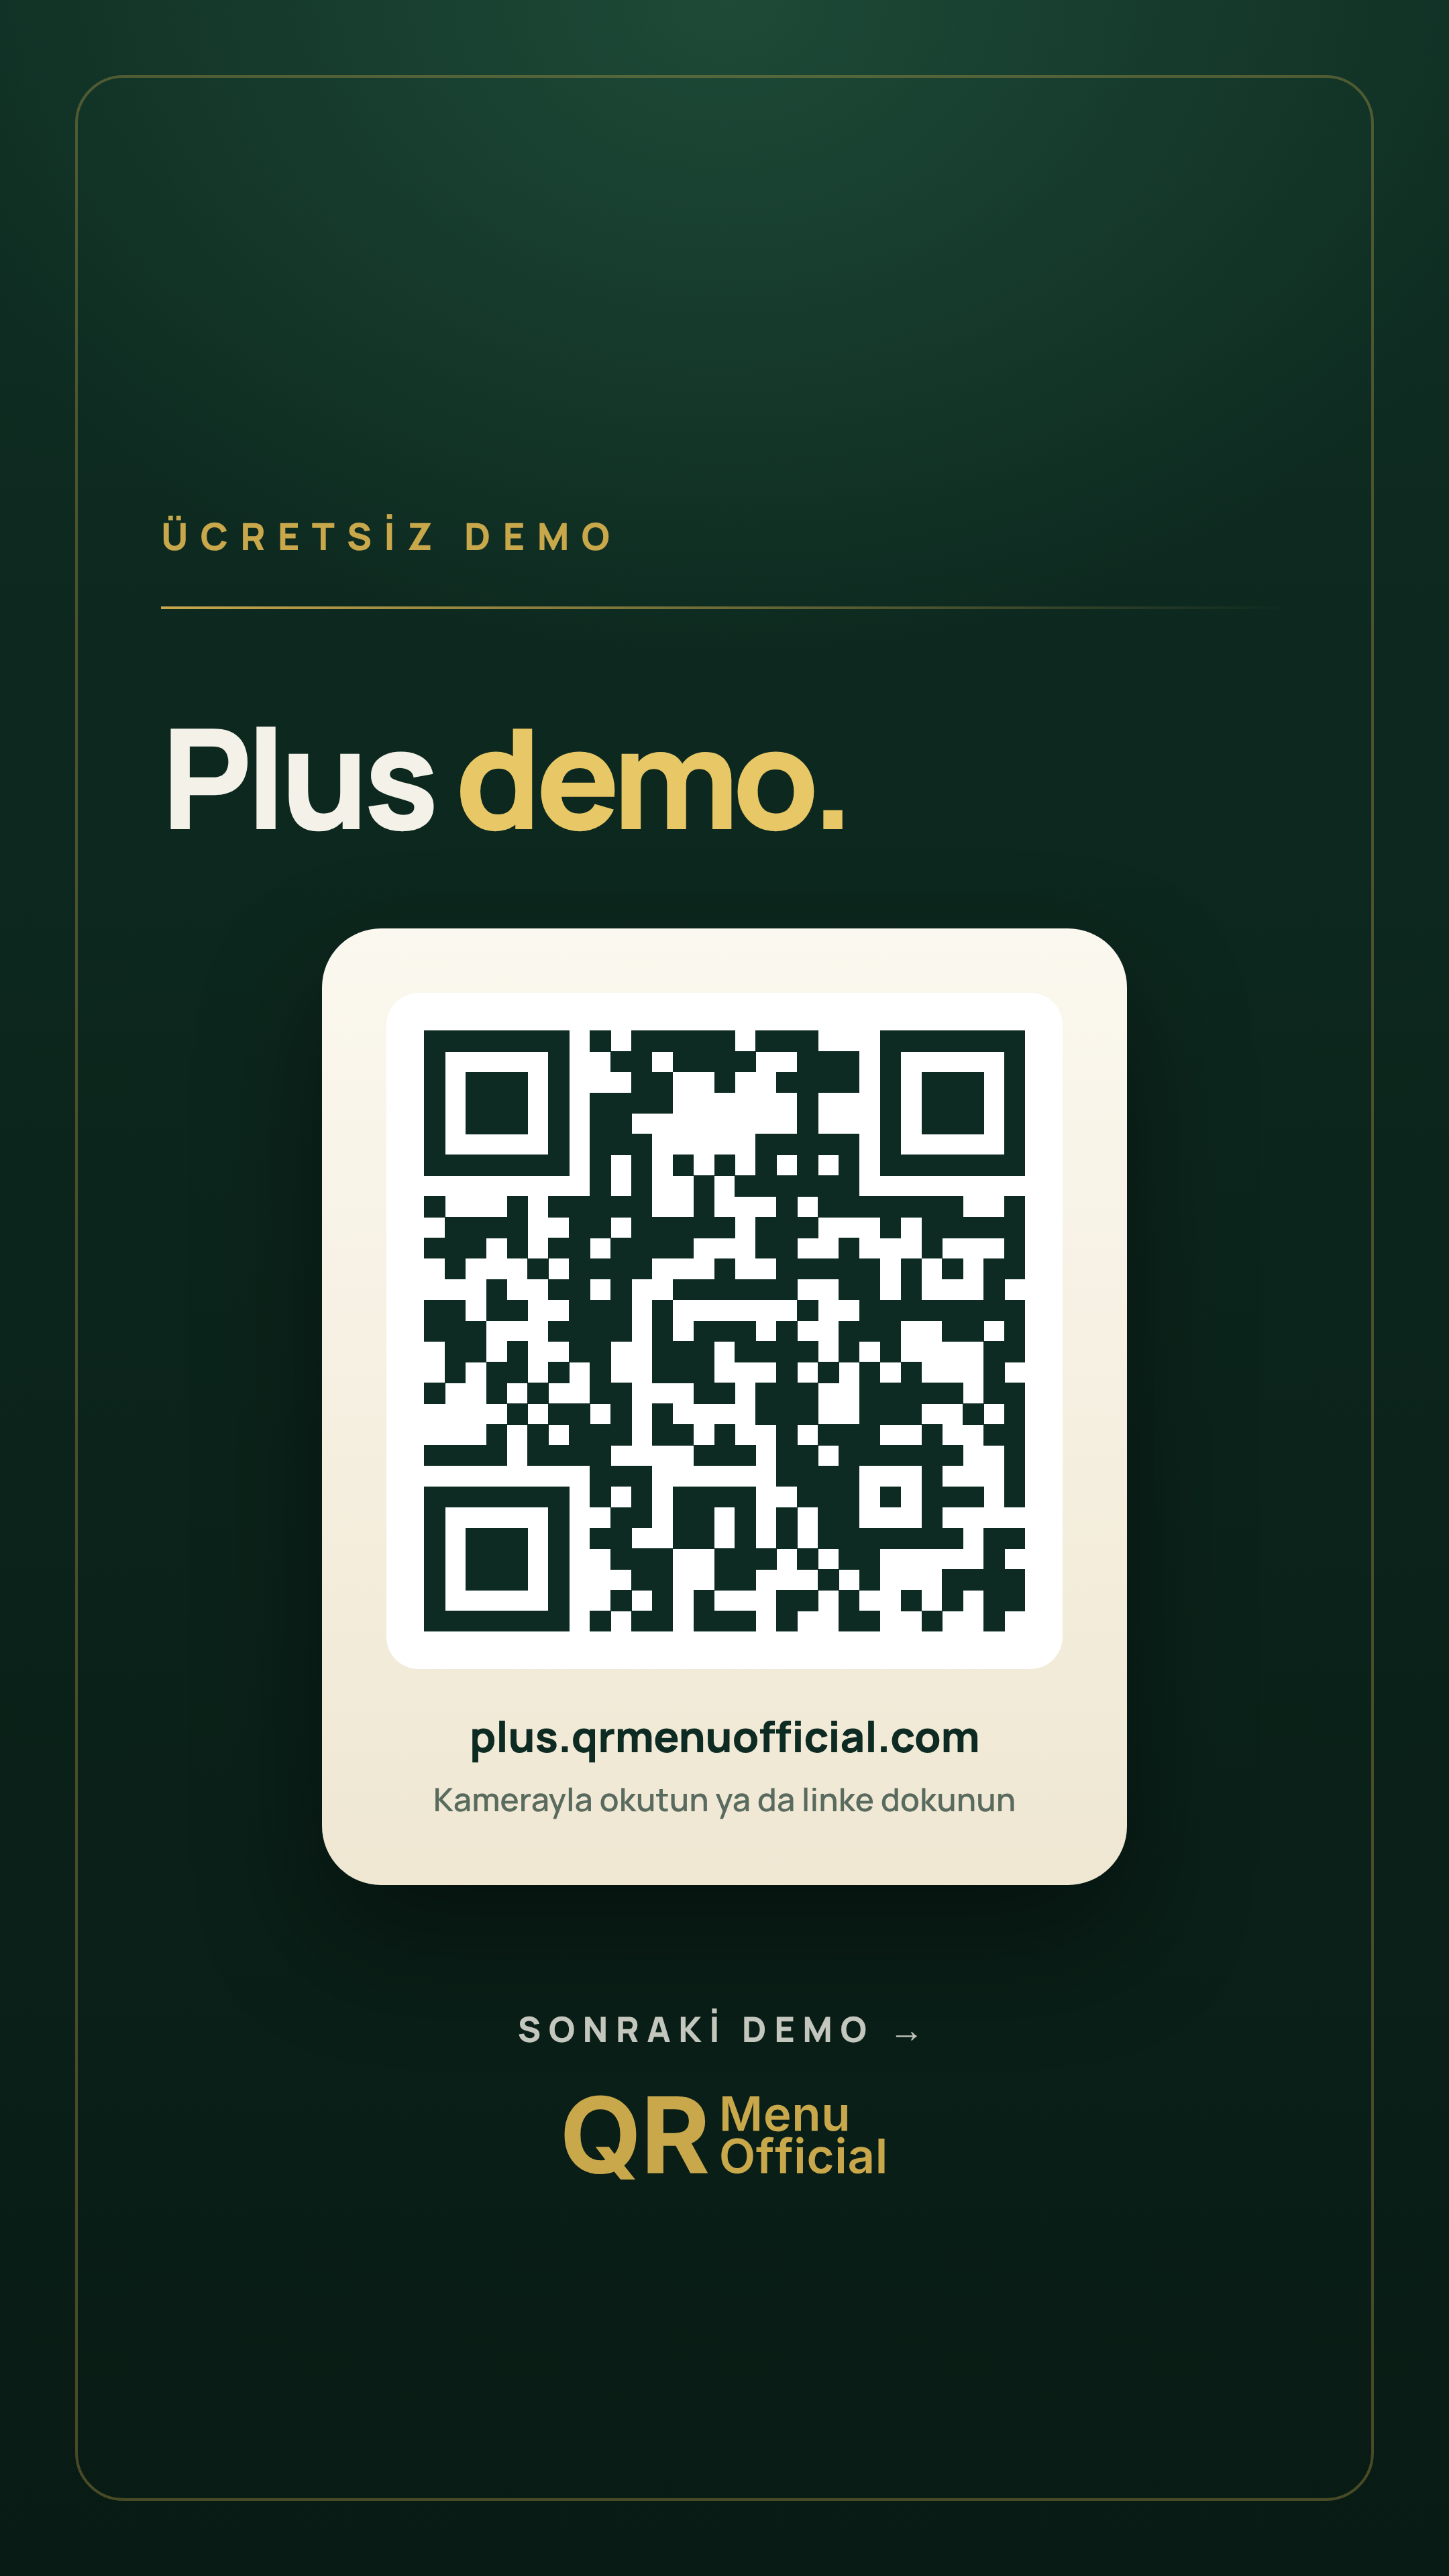 ÜCRETSİZ DEMO
Plus demo.
plus.qrmenuofficial.com
Kamerayla okutun ya da linke dokunun
SONRAKİ DEMO →
QR Menu
Official